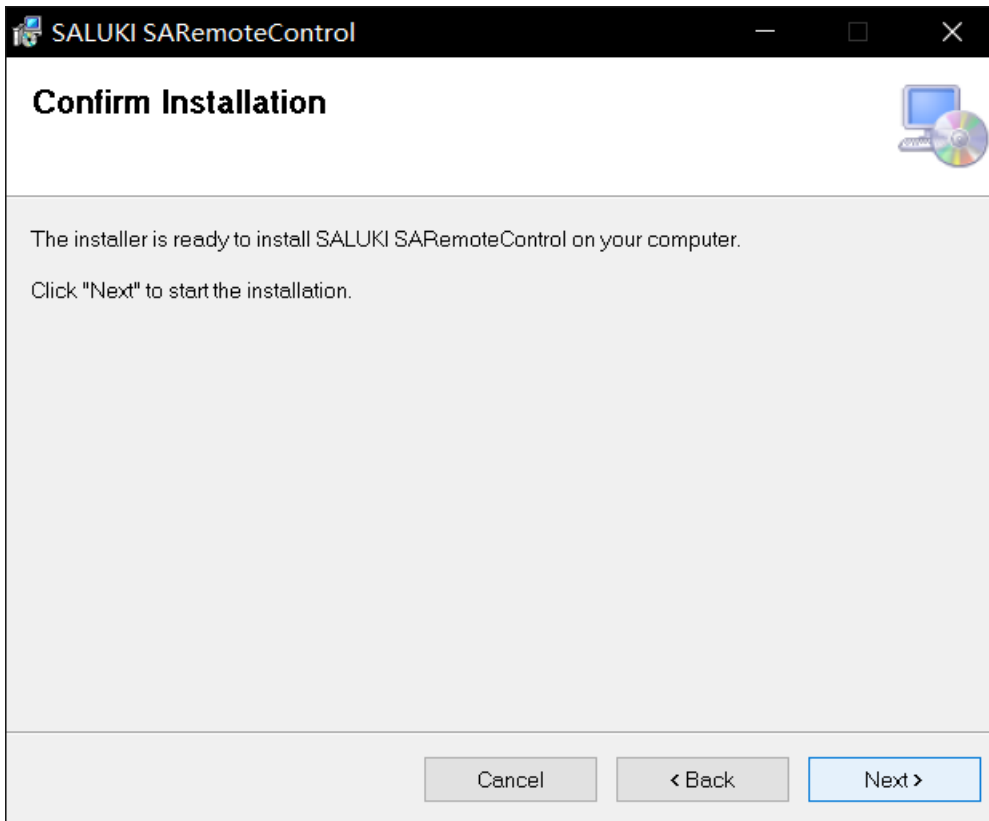 SALUKI SARemoteControl
Confirm Installation
The installer is ready to install SALUKI SARemoteControl on your computer.
Click "Next" to start the installation.
Cancel
< Back
Next >